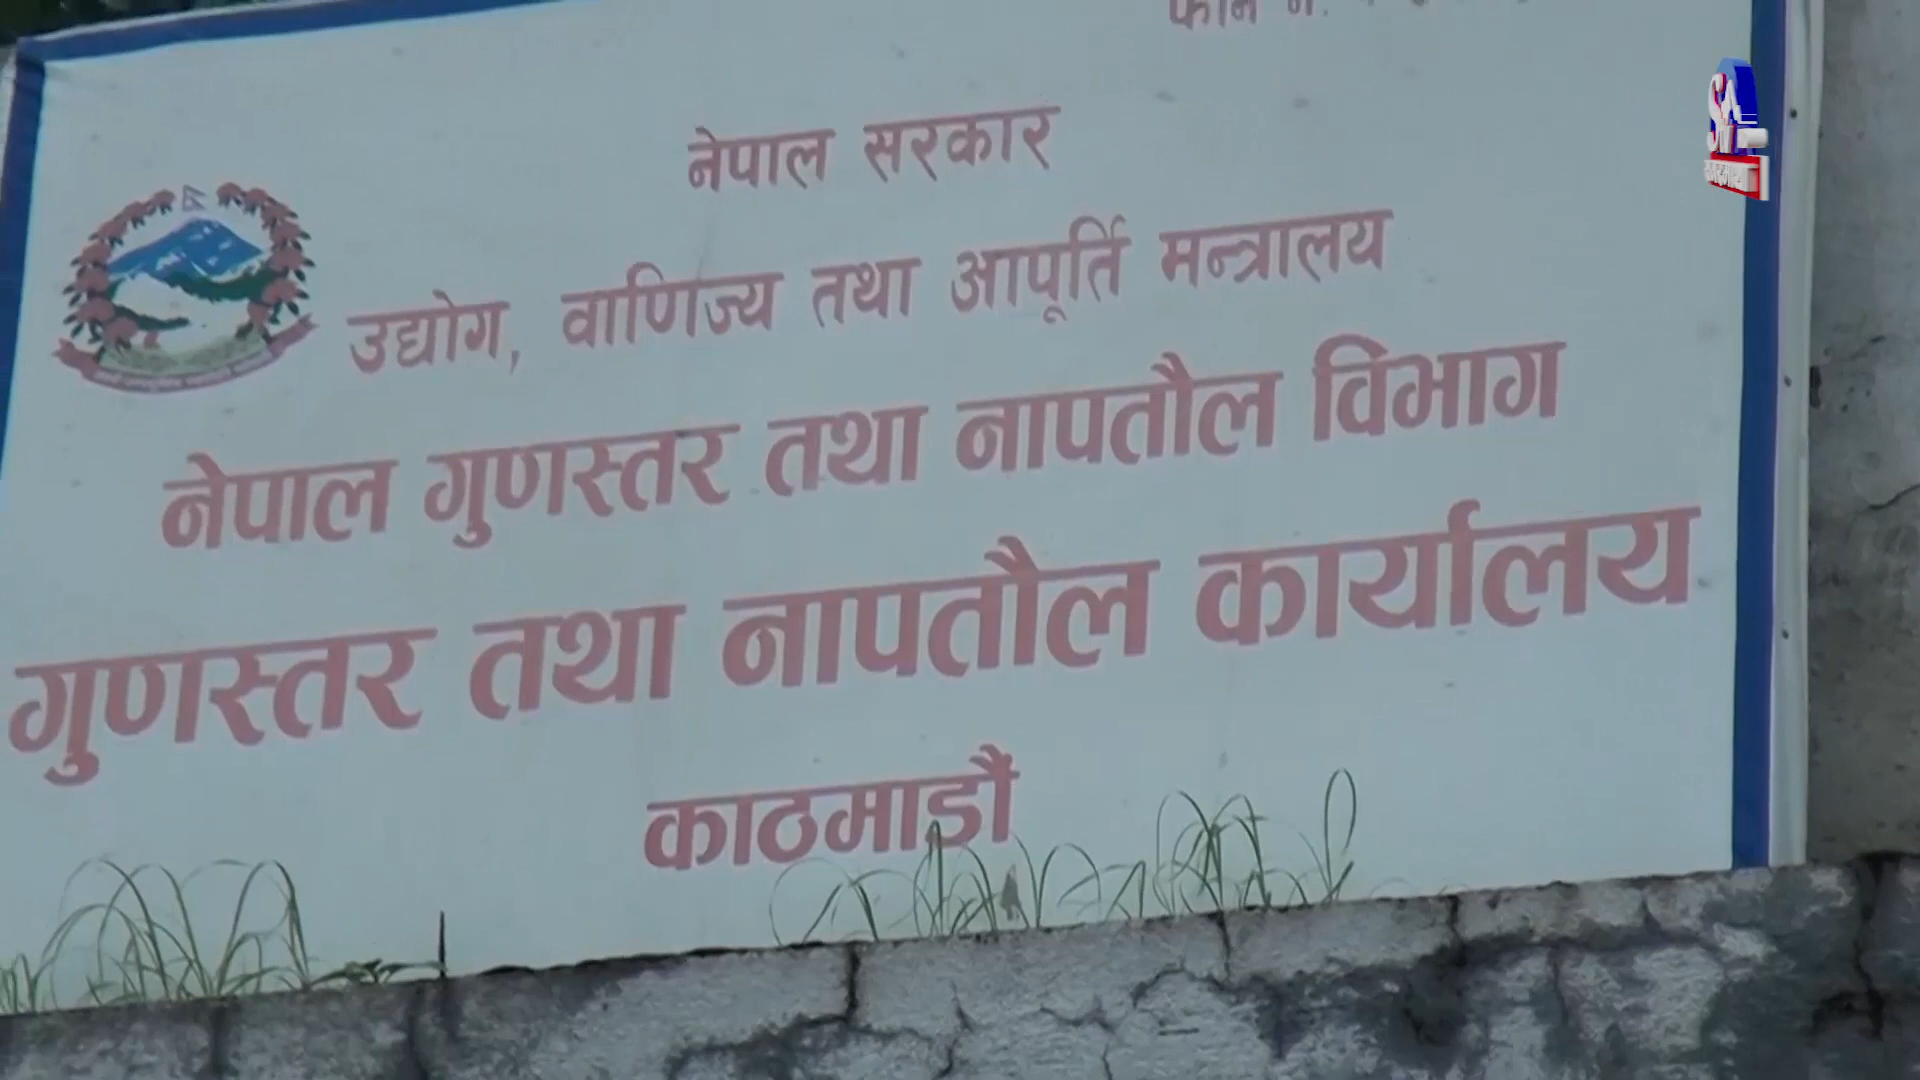 फोन नं.
नेपाल सरकार
उद्योग, वाणिज्य तथा आपूर्ति मन्त्रालय
नेपाल गुणस्तर तथा नापतौल विभाग
गुणस्तर तथा नापतौल कार्यालय
काठमाडौं